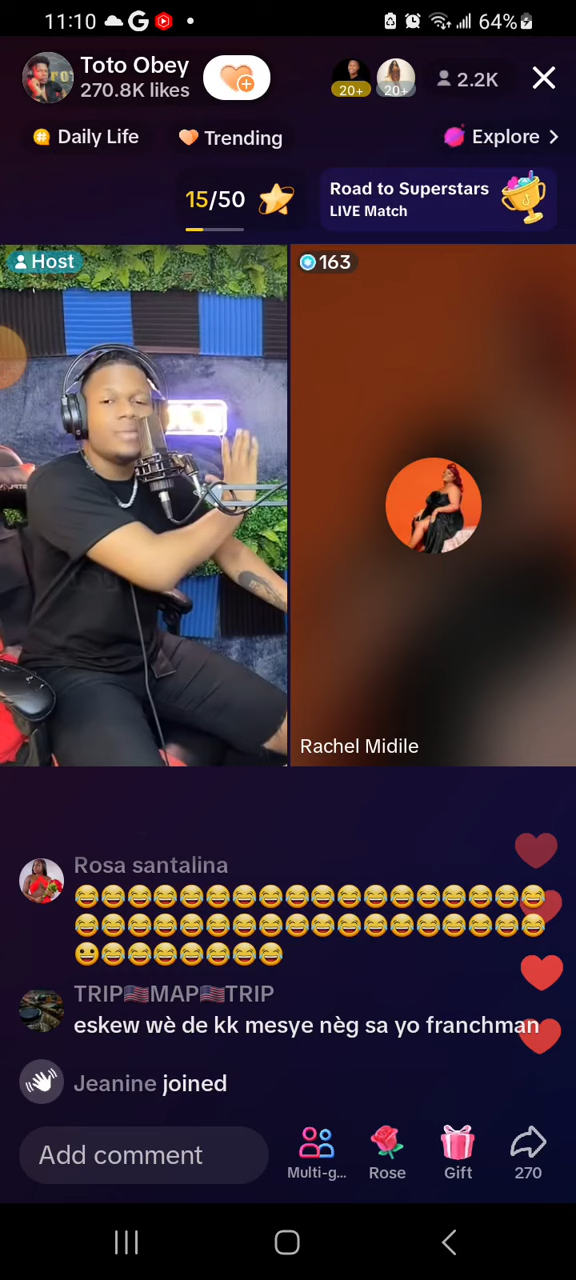 11:10
64%
Toto Obey
270.8K likes
20+
20+
2.2K
Daily Life
Trending
Explore
15/50
Road to Superstars
LIVE Match
Host
163
Rachel Midile
Rosa santalina
😂😂😂😂😂😂😂😂😂😂😂😂😂😂😂😂😂😂
😂😂😂😂😂😂😂😂😂😂😂😂😂😂😂😂😂😂
😀😂😂😂😂😂😂😂
TRIP🇺🇸MAP🇺🇸TRIP
eskew wè de kk mesye nèg sa yo franchman
Jeanine joined
Add comment
Multi-g...
Rose
Gift
270